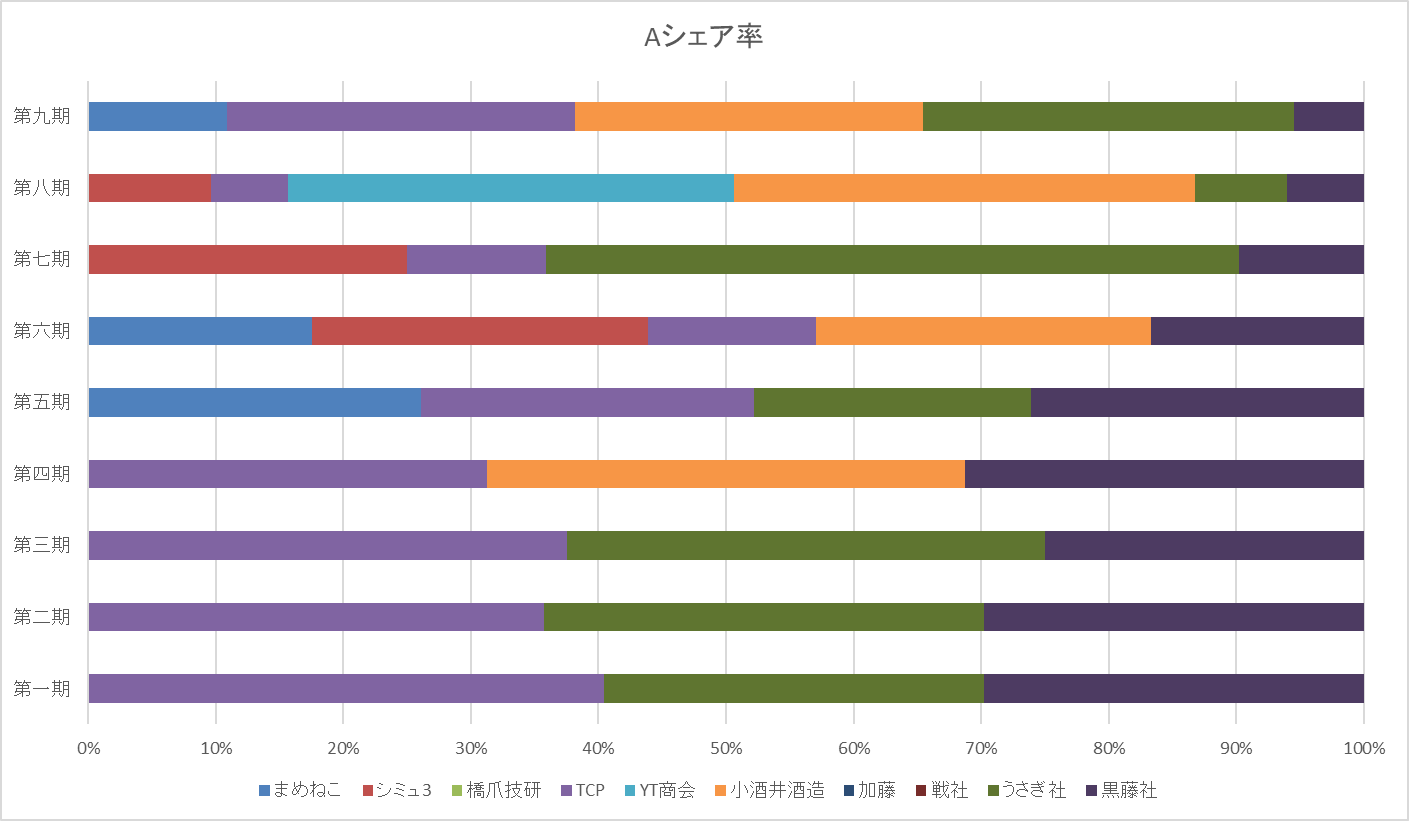 Aシェア率
第九期
第八期
第七期
第六期
第五期
第四期
第三期
第二期
第一期
0% 10% 20% 30% 40% 50% 60% 70% 80% 90% 100%
まめねこ シミュ3 橋爪技研 TCP YT商会 小酒井酒造 加藤 戦社 うさぎ社 黒藤社